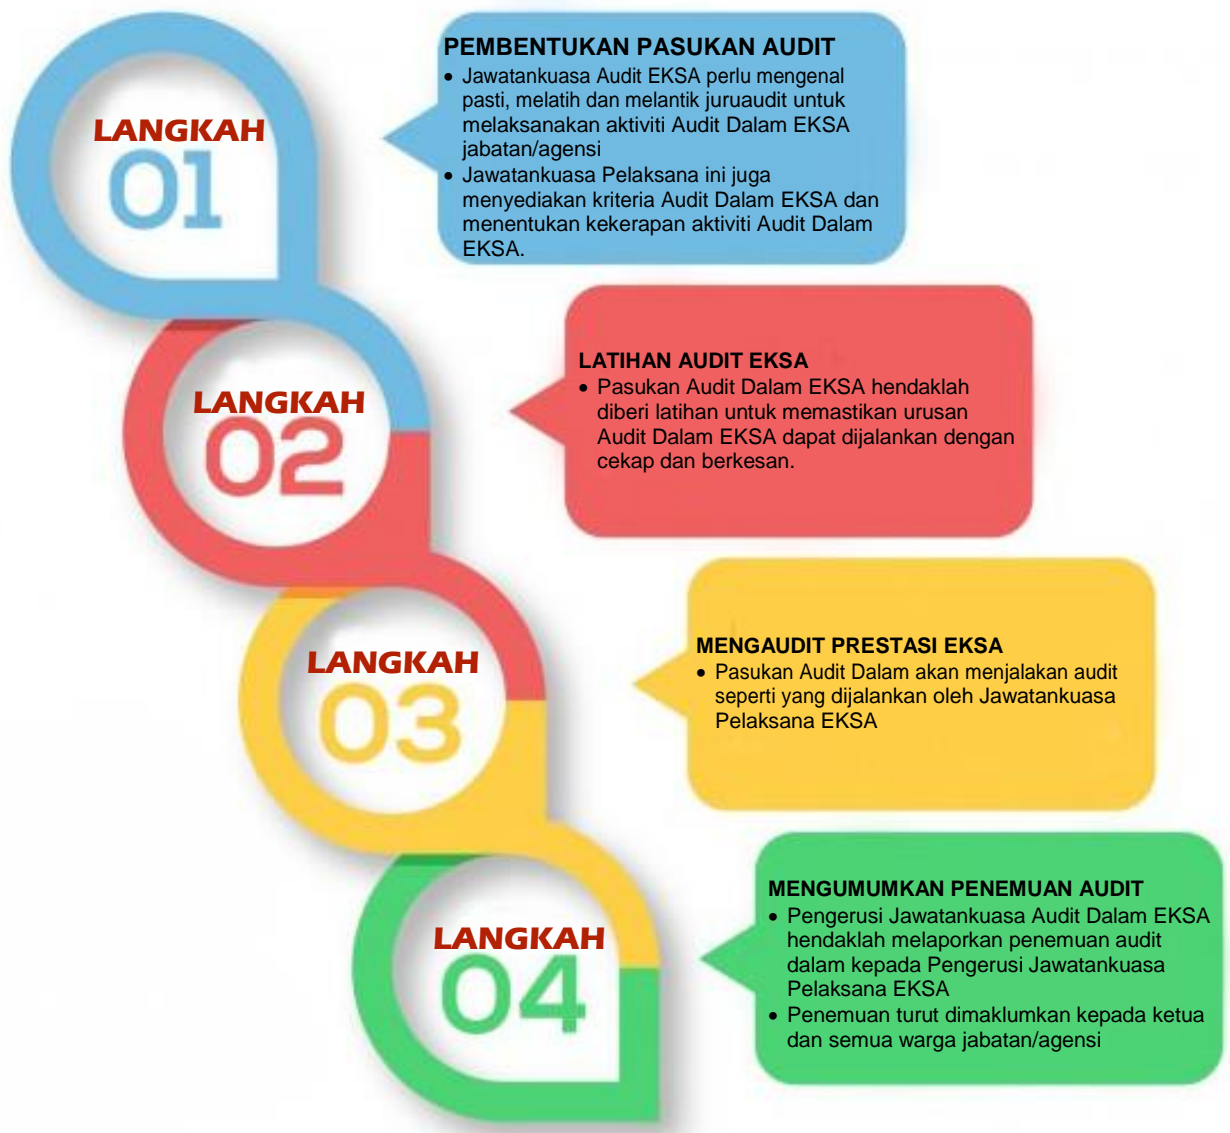 LANGKAH
01
PEMBENTUKAN PASUKAN AUDIT
• Jawatankuasa Audit EKSA perlu mengenal
pasti, melatih dan melantik juruaudit untuk
melaksanakan aktiviti Audit Dalam EKSA
jabatan/agensi
• Jawatankuasa Pelaksana ini juga
menyediakan kriteria Audit Dalam EKSA dan
menentukan kekerapan aktiviti Audit Dalam
EKSA.
LANGKAH
02
LATIHAN AUDIT EKSA
• Pasukan Audit Dalam EKSA hendaklah
diberi latihan untuk memastikan urusan
Audit Dalam EKSA dapat dijalankan dengan
cekap dan berkesan.
LANGKAH
03
MENGAUDIT PRESTASI EKSA
• Pasukan Audit Dalam akan menjalakan audit
seperti yang dijalankan oleh Jawatankuasa
Pelaksana EKSA
LANGKAH
04
MENGUMUMKAN PENEMUAN AUDIT
• Pengerusi Jawatankuasa Audit Dalam EKSA
hendaklah melaporkan penemuan audit
dalam kepada Pengerusi Jawatankuasa
Pelaksana EKSA
• Penemuan turut dimaklumkan kepada ketua
dan semua warga jabatan/agensi